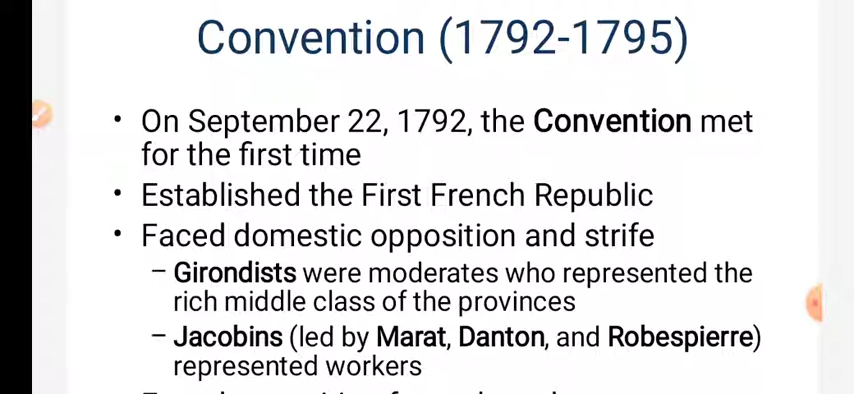 Convention (1792-1795)
• On September 22, 1792, the Convention met
for the first time
• Established the First French Republic
• Faced domestic opposition and strife
– Girondists were moderates who represented the
rich middle class of the provinces
– Jacobins (led by Marat, Danton, and Robespierre)
represented workers